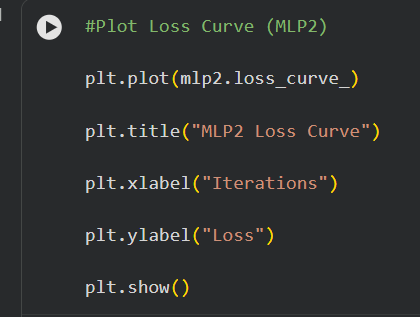 #Plot Loss Curve (MLP2)
plt.plot(mlp2.loss_curve_)
plt.title("MLP2 Loss Curve")
plt.xlabel("Iterations")
plt.ylabel("Loss")
plt.show()